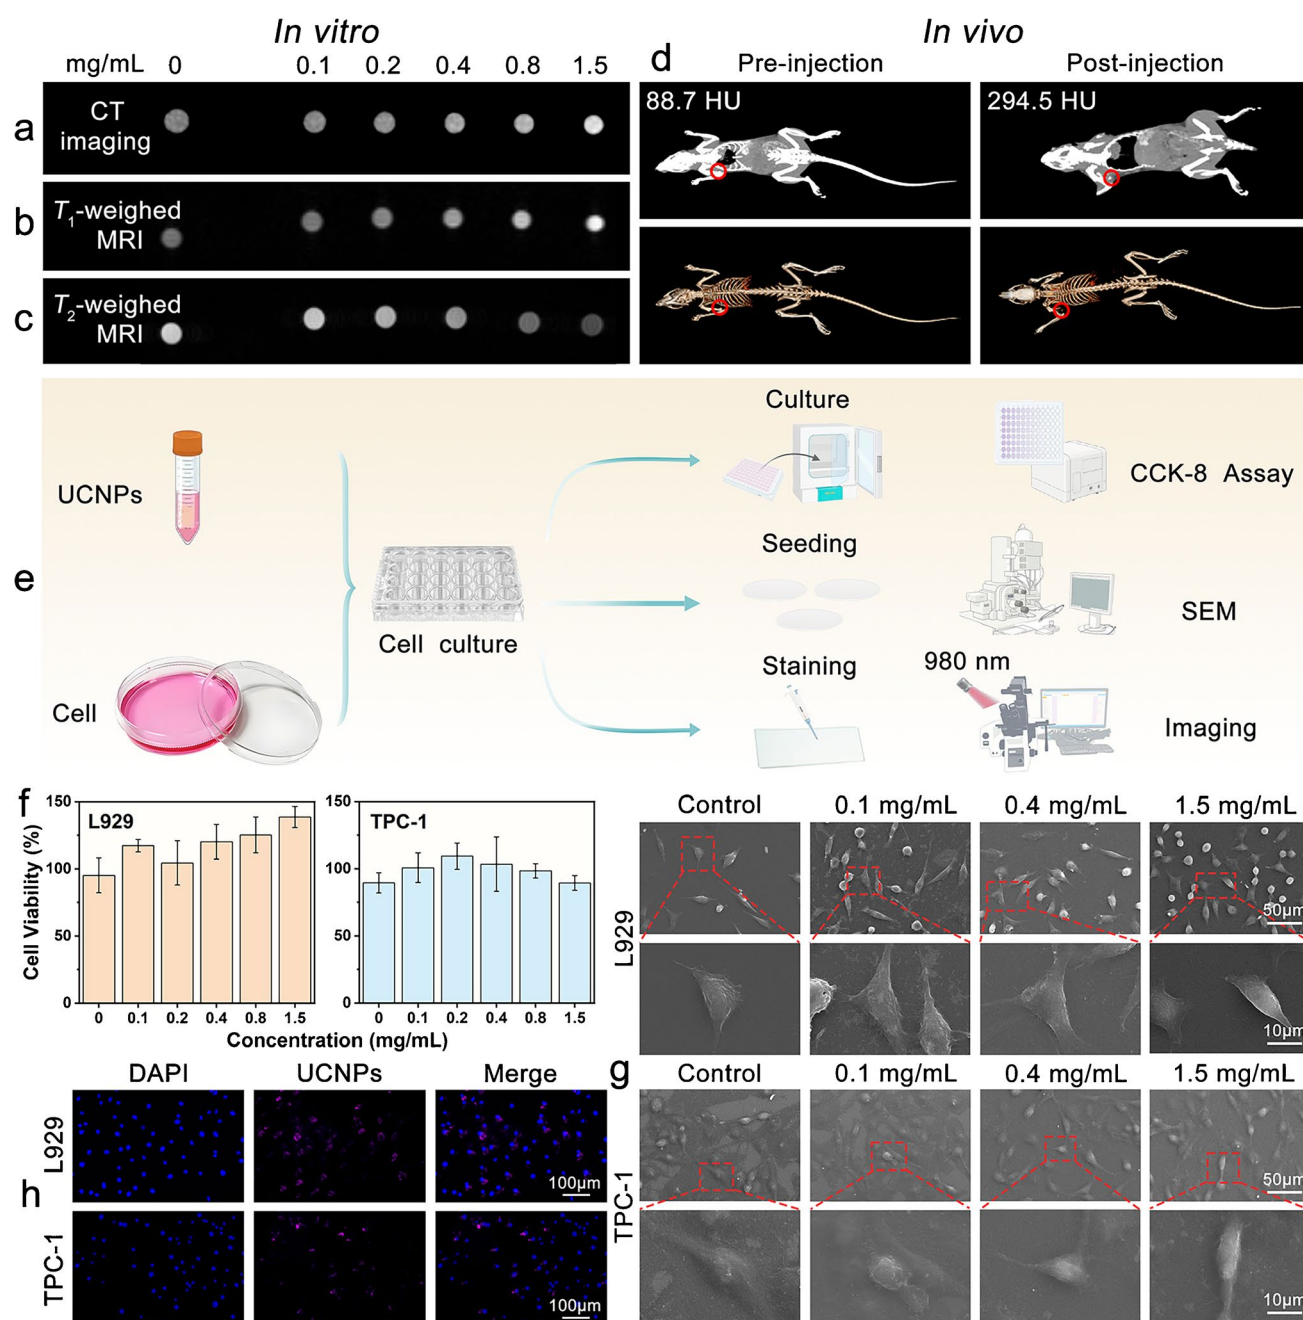 In vitro
In vivo
mg/mL 0 0.1 0.2 0.4 0.8 1.5
d Pre-injection Post-injection
a CT imaging
88.7 HU 294.5 HU
b T1-weighed MRI
c T2-weighed MRI
e
UCNPs
Cell
Cell culture
Culture
CCK-8 Assay
Seeding
SEM
Staining
980 nm
Imaging
f
Cell Viability (%)
150
100
50
0
L929
0 0.1 0.2 0.4 0.8 1.5
150
100
50
0
TPC-1
0 0.1 0.2 0.4 0.8 1.5
Concentration (mg/mL)
g
Control 0.1 mg/mL 0.4 mg/mL 1.5 mg/mL
L929
50μm
10μm
Control 0.1 mg/mL 0.4 mg/mL 1.5 mg/mL
TPC-1
50μm
10μm
h
DAPI UCNPs Merge
L929
100μm
TPC-1
100μm